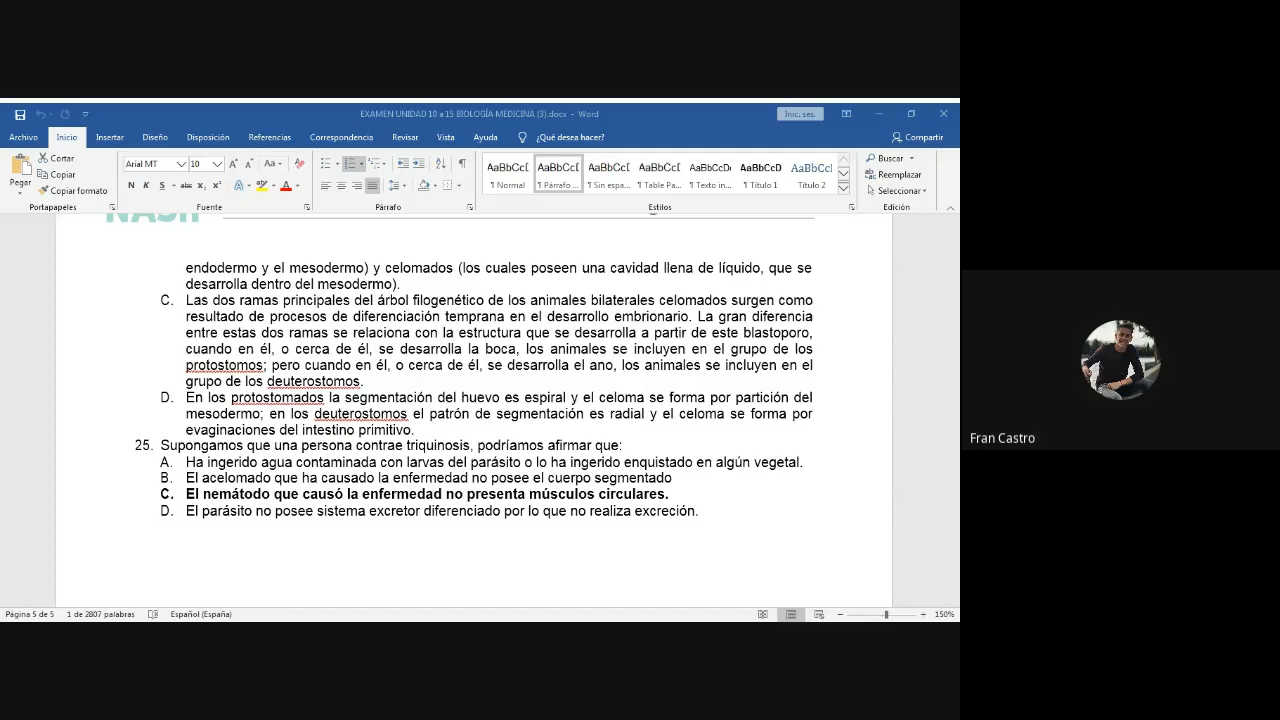 EXAMEN UNIDAD 10 a 15 BIOLOGÍA MEDICINA (3).docx - Word
Inic. ses.
Archivo Inicio Insertar Diseño Disposición Referencias Correspondencia Revisar Vista Ayuda ¿Qué desea hacer? Compartir
Pegar
Cortar
Copiar
Copiar formato
Portapapeles
Arial MT 10
N K S abc x₂ x²
Fuente
Párrafo
AaBbCcI AaBbCcI AaBbCcI AaBbCcI AaBbCcD AaBbCcD AaBbCcI
¶ Normal ¶ Párrafo ... ¶ Sin espa... ¶ Table Pa... ¶ Texto in... ¶ Título 1 Título 2
Estilos
Buscar
Reemplazar
Seleccionar
Edición
endodermo y el mesodermo) y celomados (los cuales poseen una cavidad llena de líquido, que se
desarrolla dentro del mesodermo).
C. Las dos ramas principales del árbol filogenético de los animales bilaterales celomados surgen como
resultado de procesos de diferenciación temprana en el desarrollo embrionario. La gran diferencia
entre estas dos ramas se relaciona con la estructura que se desarrolla a partir de este blastoporo,
cuando en él, o cerca de él, se desarrolla la boca, los animales se incluyen en el grupo de los
protostomos; pero cuando en él, o cerca de él, se desarrolla el ano, los animales se incluyen en el
grupo de los deuterostomos.
D. En los protostomados la segmentación del huevo es espiral y el celoma se forma por partición del
mesodermo; en los deuterostomos el patrón de segmentación es radial y el celoma se forma por
evaginaciones del intestino primitivo.
25. Supongamos que una persona contrae triquinosis, podríamos afirmar que:
A. Ha ingerido agua contaminada con larvas del parásito o lo ha ingerido enquistado en algún vegetal.
B. El acelomado que ha causado la enfermedad no posee el cuerpo segmentado
C. El nemátodo que causó la enfermedad no presenta músculos circulares.
D. El parásito no posee sistema excretor diferenciado por lo que no realiza excreción.
Página 5 de 5 1 de 2807 palabras Español (España) 150%
Fran Castro